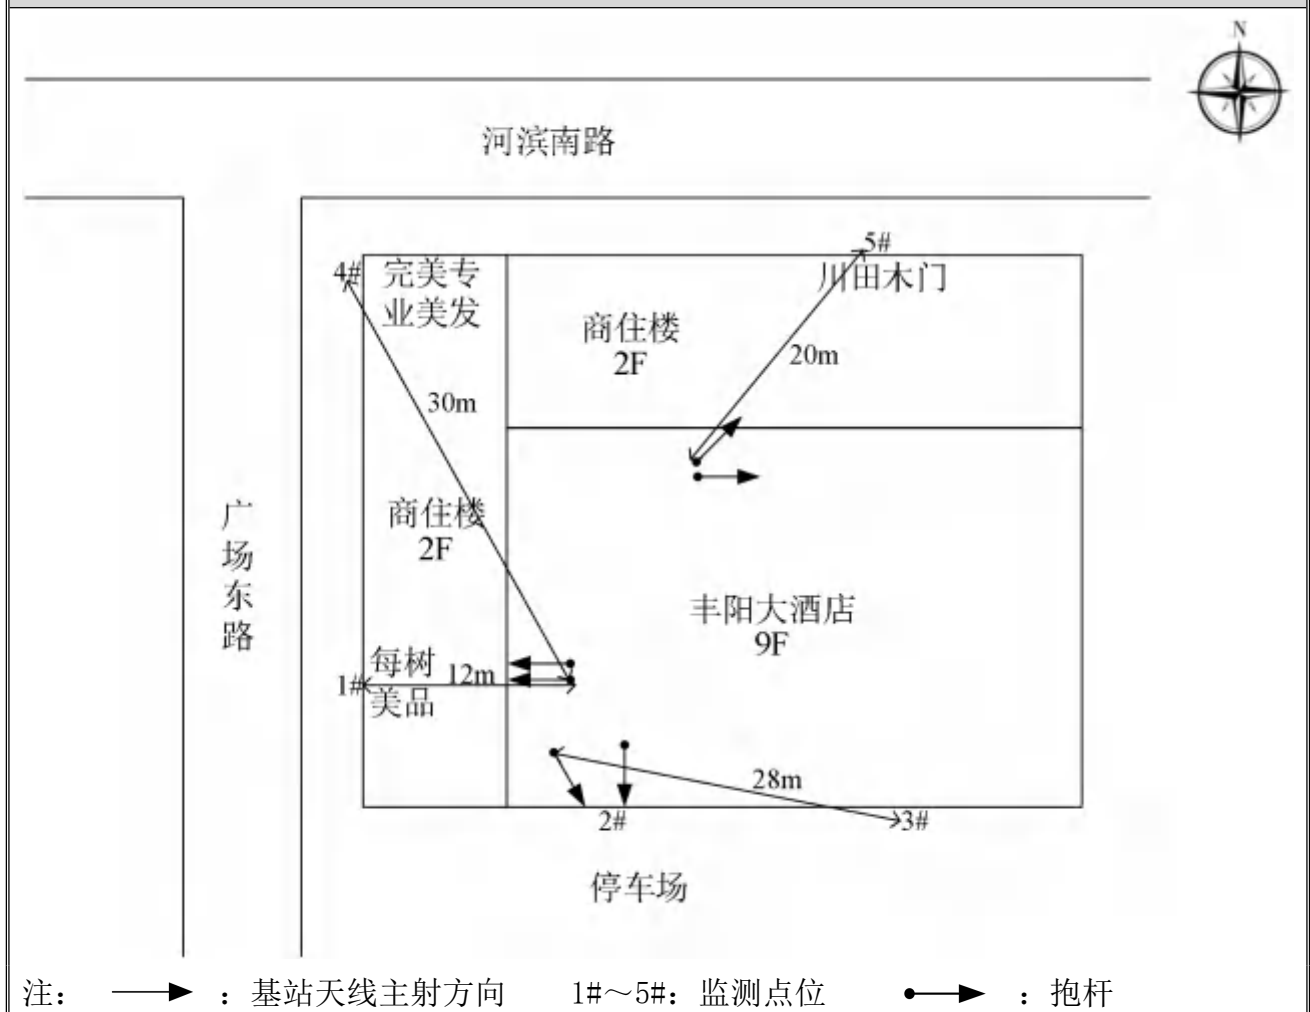 N
河滨南路
5#
4#
完美专
业美发
川田木门
商住楼
2F
20m
30m
广场东路
商住楼
2F
丰阳大酒店
9F
每树
美品
12m
1#
28m
2#
3#
停车场
注： ：基站天线主射方向 1#～5#：监测点位 ：抱杆